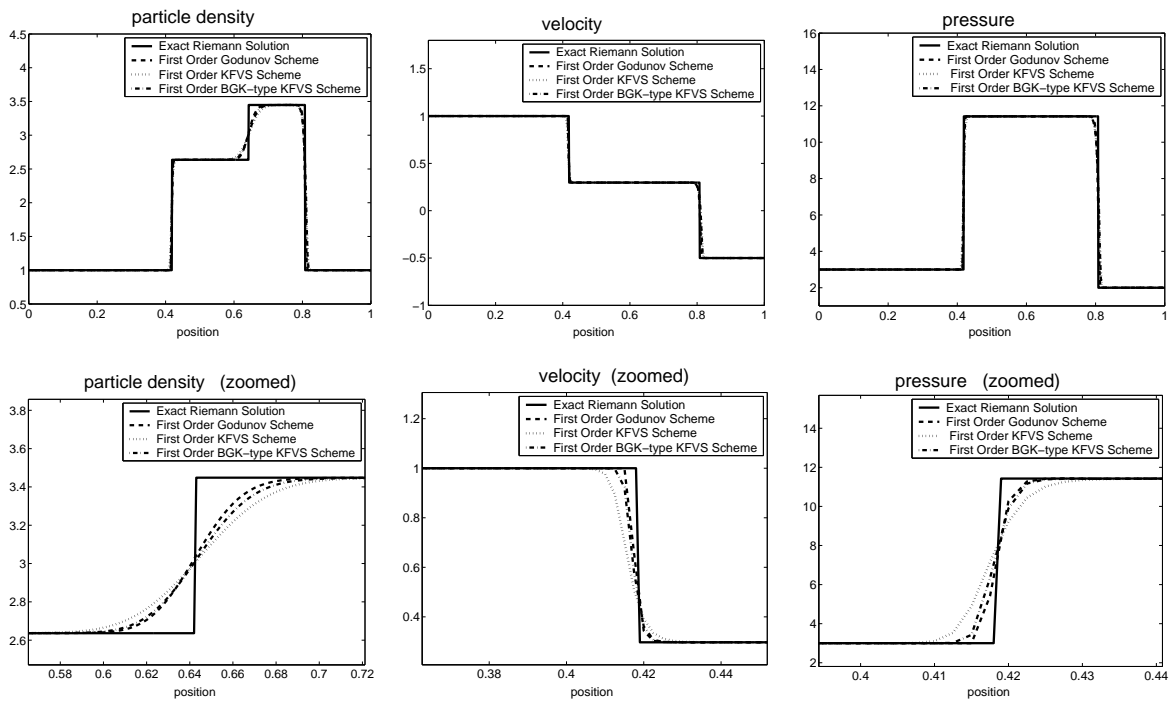 particle density
4.5
4
3.5
3
2.5
2
1.5
1
0.5
0 0.2 0.4 0.6 0.8 1
position
Exact Riemann Solution
First Order Godunov Scheme
First Order KFVS Scheme
First Order BGK−type KFVS Scheme
velocity
1.5
1
0.5
0
−0.5
−1
0 0.2 0.4 0.6 0.8 1
position
Exact Riemann Solution
First Order Godunov Scheme
First Order KFVS Scheme
First Order BGK−type KFVS Scheme
pressure
16
14
12
10
8
6
4
2
0 0.2 0.4 0.6 0.8 1
position
Exact Riemann Solution
First Order Godunov Scheme
First Order KFVS Scheme
First Order BGK−type KFVS Scheme
particle density (zoomed)
3.8
3.6
3.4
3.2
3
2.8
2.6
0.58 0.6 0.62 0.64 0.66 0.68 0.7 0.72
position
Exact Riemann Solution
First Order Godunov Scheme
First Order KFVS Scheme
First Order BGK−type KFVS Scheme
velocity (zoomed)
1.2
1
0.8
0.6
0.4
0.38 0.4 0.42 0.44
position
Exact Riemann Solution
First Order Godunov Scheme
First Order KFVS Scheme
First Order BGK−type KFVS Scheme
pressure (zoomed)
14
12
10
8
6
4
2
0.4 0.41 0.42 0.43 0.44
position
Exact Riemann Solution
First Order Godunov Scheme
First Order KFVS Scheme
First Order BGK−type KFVS Scheme